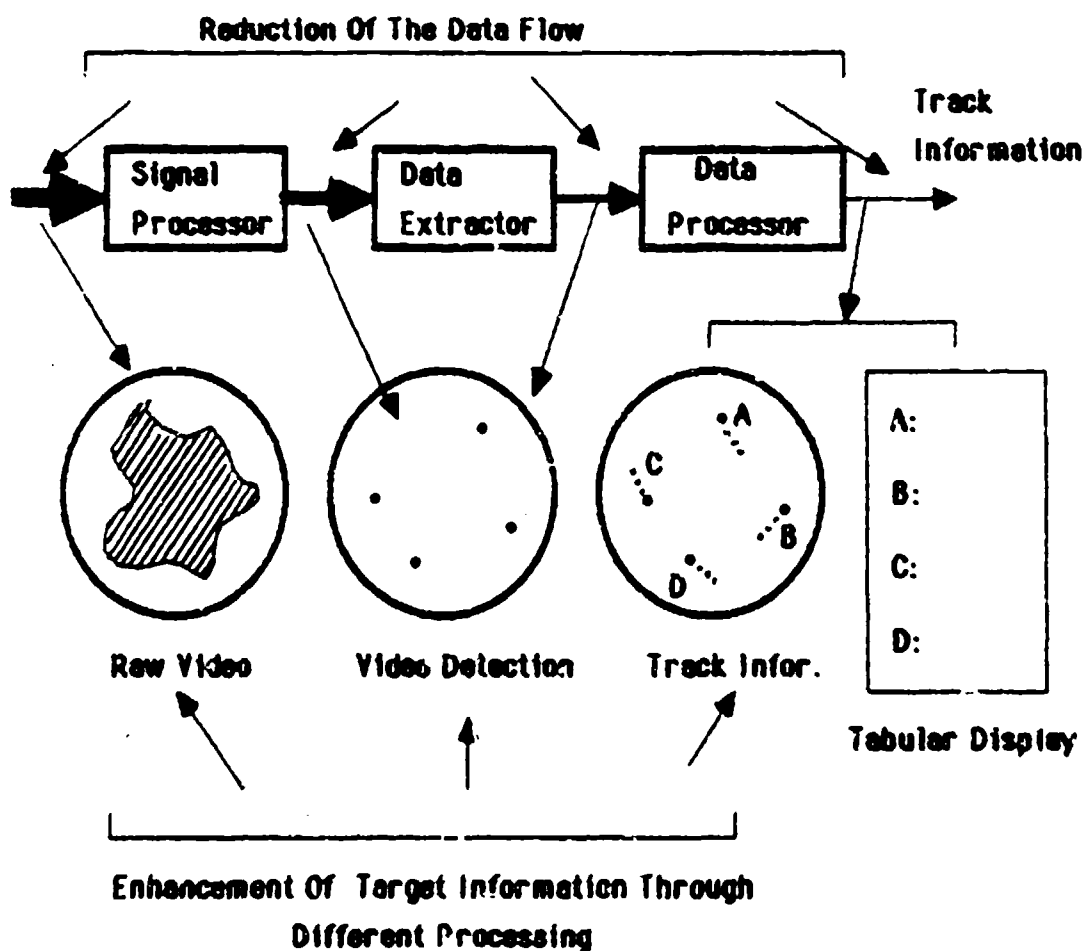 Reduction Of The Data Flow
Track
Information
Signal
Processor
Data
Extractor
Data
Processor
A
C
B
D
A:
B:
C:
D:
Raw Video
Video Detection
Track Infor.
Tabular Display
Enhancement Of Target Information Through
Different Processing